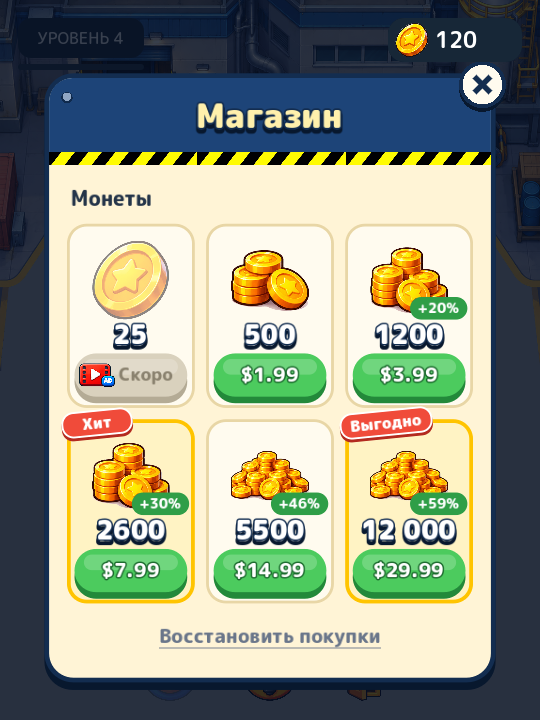 УРОВЕНЬ 4
120
Магазин
Монеты
25
AD Скоро
500
$1.99
+20%
1200
$3.99
Хит
+30%
2600
$7.99
+46%
5500
$14.99
Выгодно
+59%
12 000
$29.99
Восстановить покупки